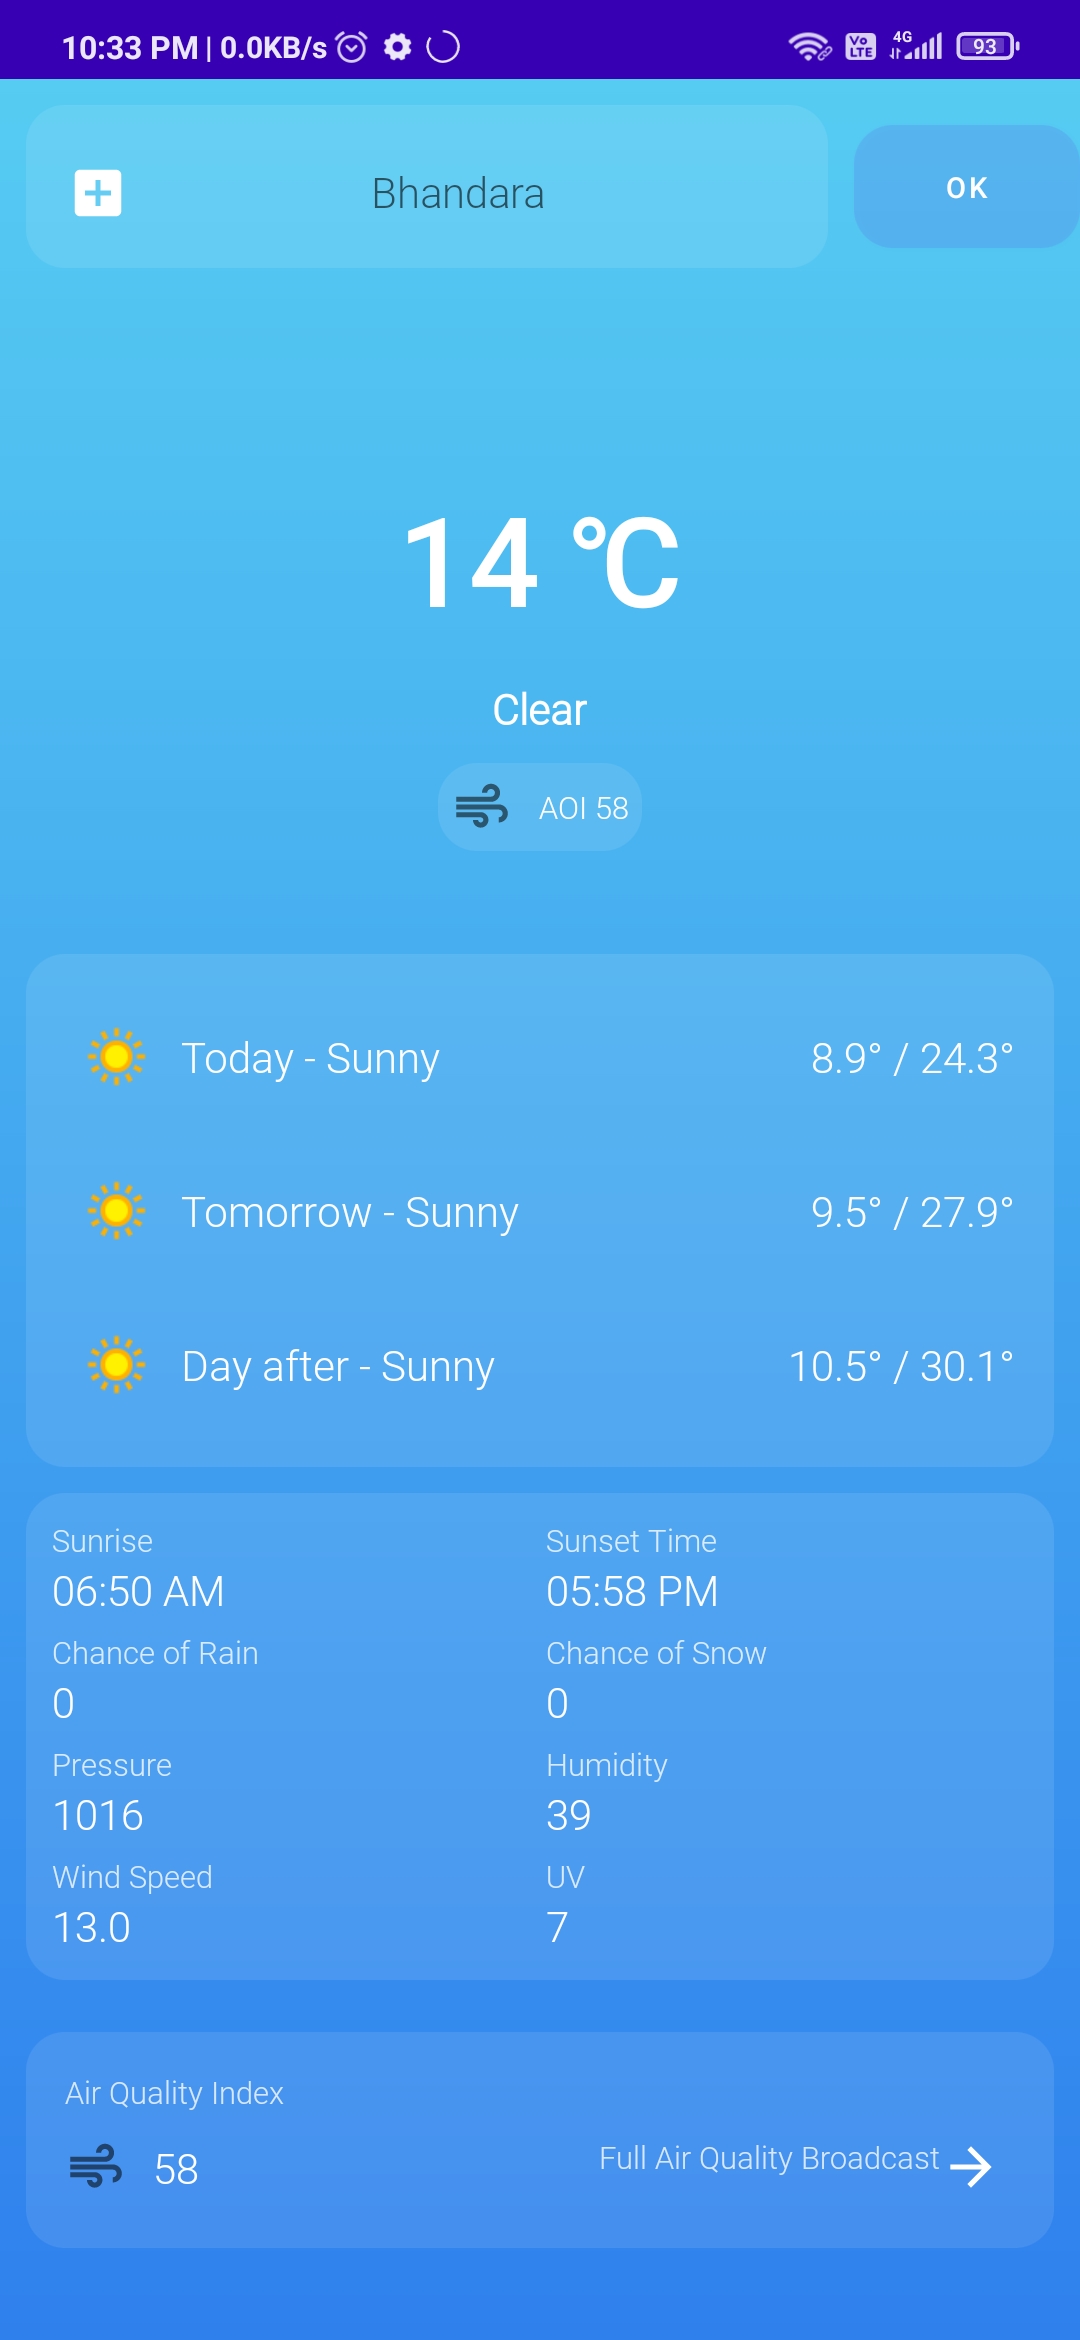 10:33 PM | 0.0KB/s
Vo LTE 4G 93
Bhandara
OK
14 °C
Clear
AOI 58
Today - Sunny 8.9° / 24.3°
Tomorrow - Sunny 9.5° / 27.9°
Day after - Sunny 10.5° / 30.1°
Sunrise Sunset Time
06:50 AM 05:58 PM
Chance of Rain Chance of Snow
0 0
Pressure Humidity
1016 39
Wind Speed UV
13.0 7
Air Quality Index
58 Full Air Quality Broadcast